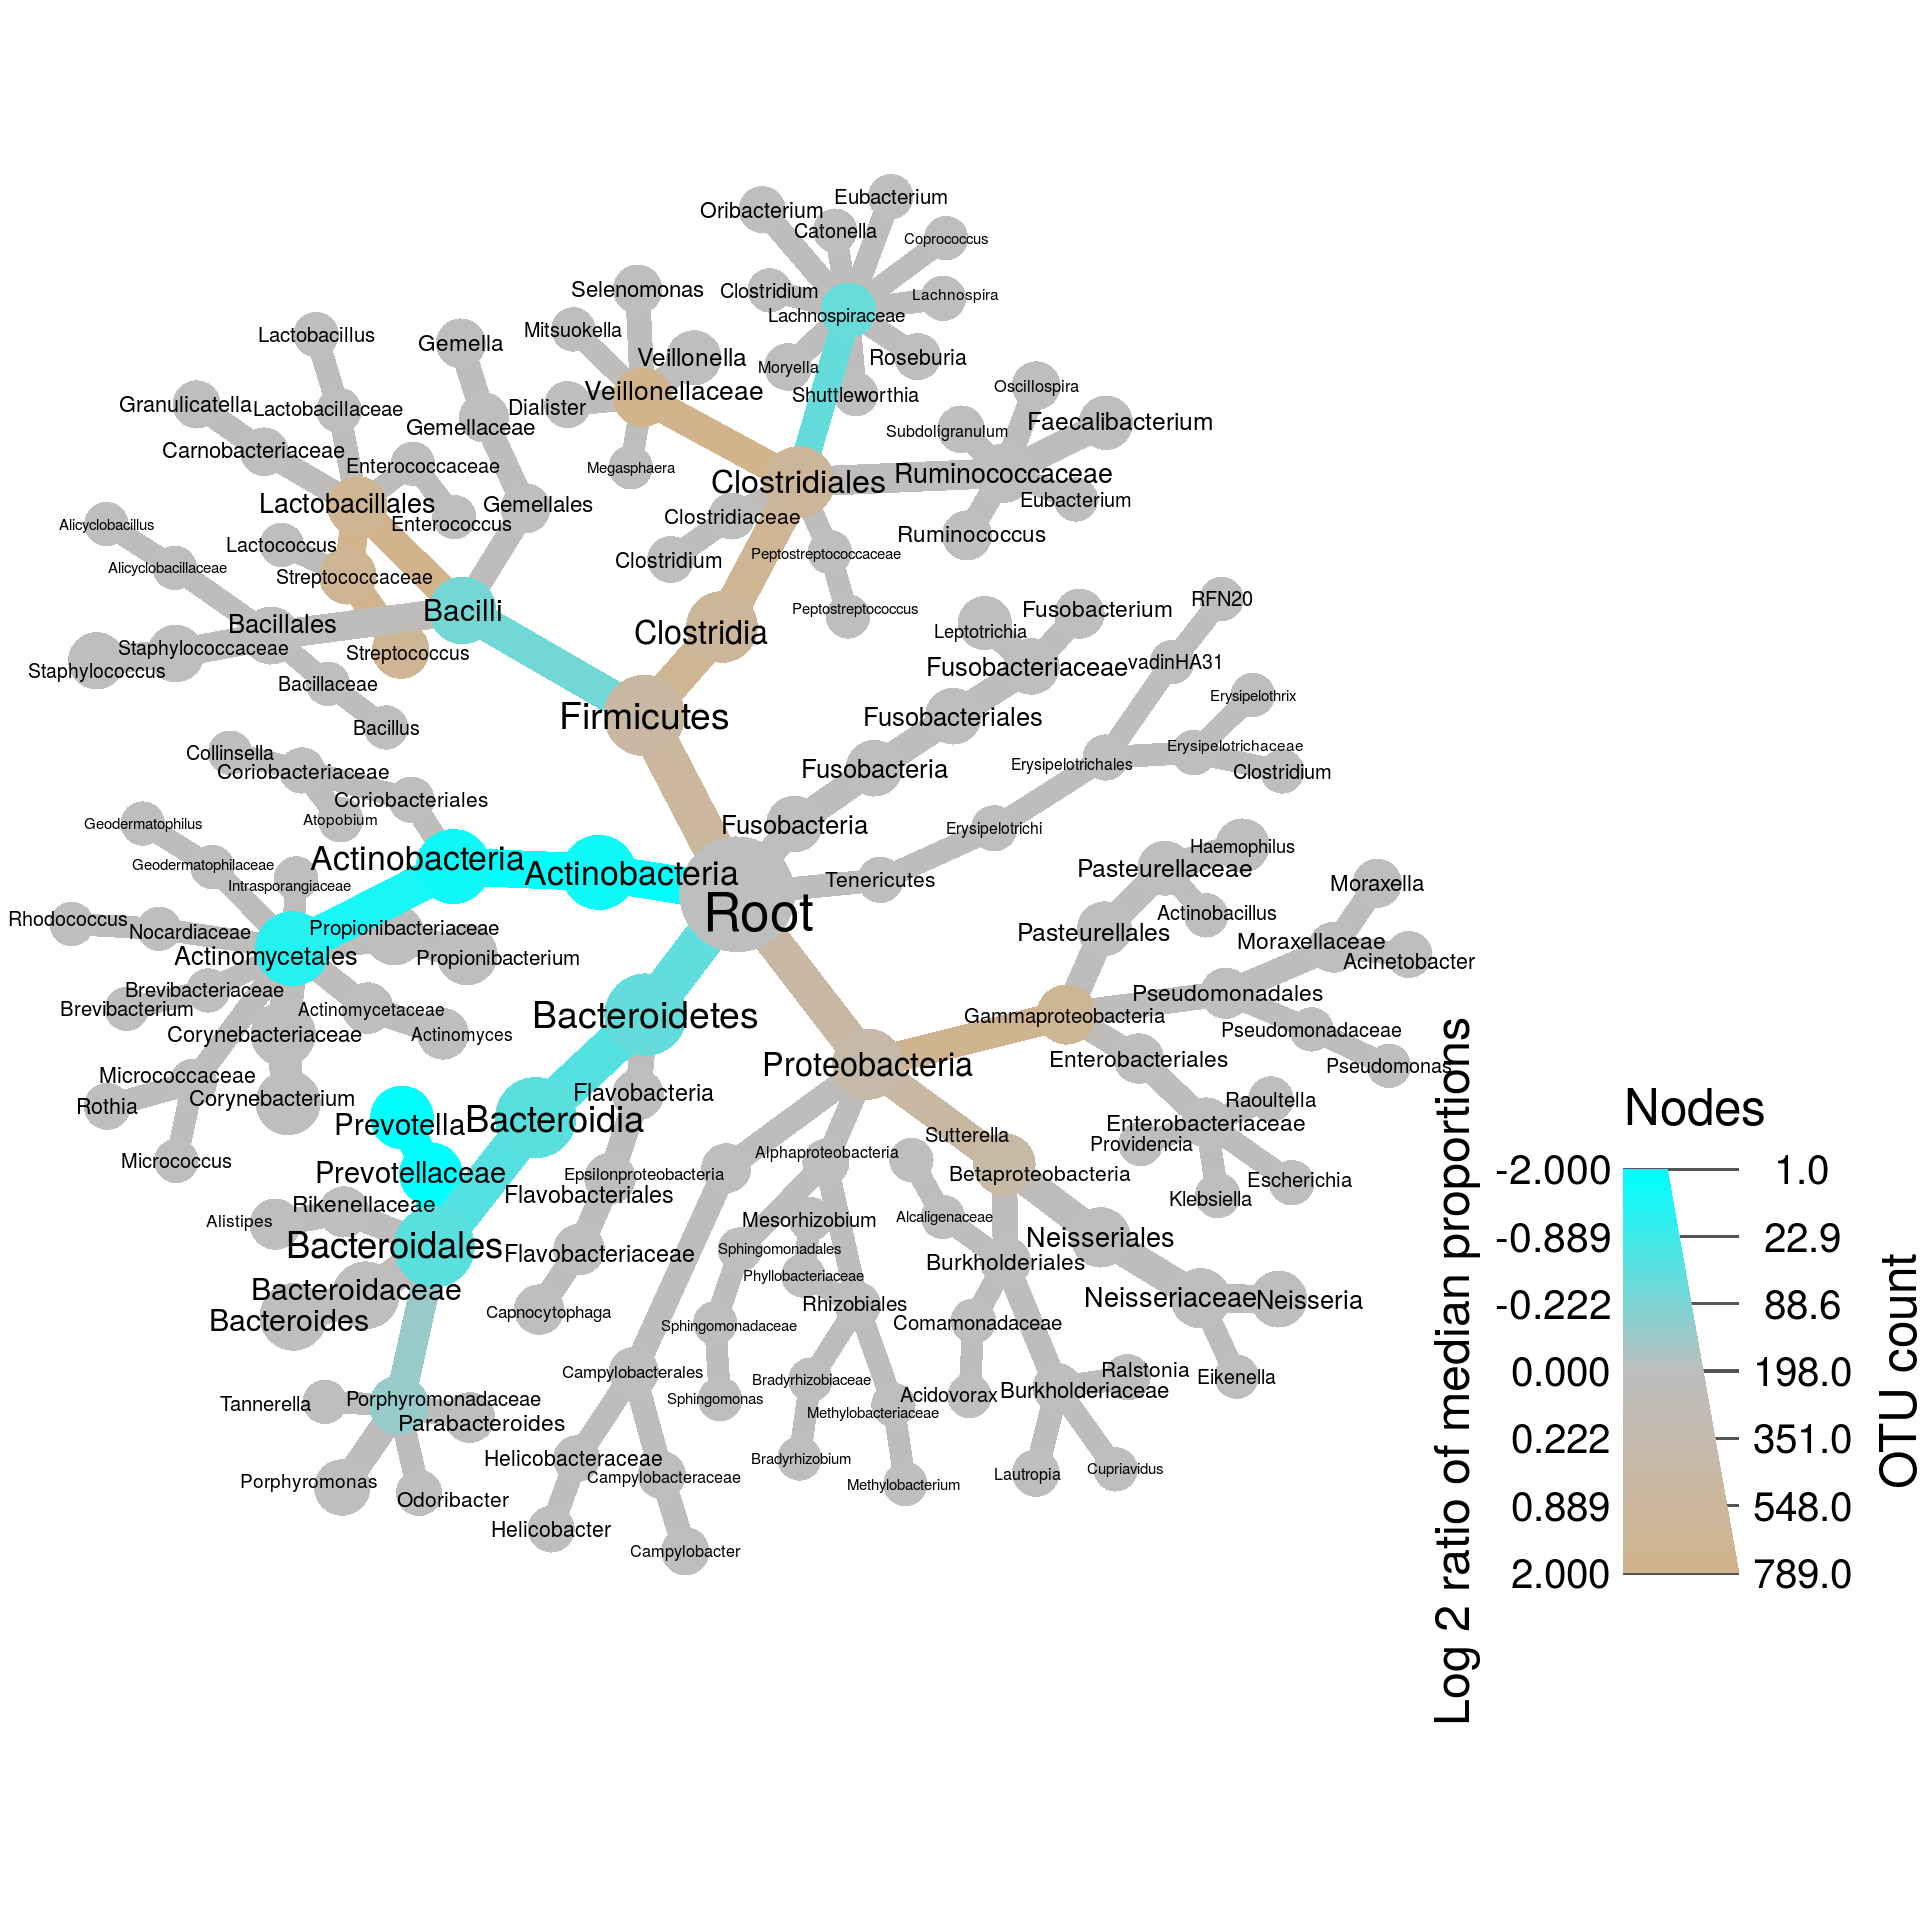 Eubacterium
Oribacterium
Catonella
Coprococcus
Selenomonas
Clostridium
Lachnospira
Lachnospiraceae
Mitsuokella
Lactobacillus
Gemella
Veillonella
Moryella
Roseburia
Oscillospira
Veillonellaceae
Shuttleworthia
Granulicatella
Lactobacillaceae
Dialister
Faecalibacterium
Gemellaceae
Subdoligranulum
Carnobacteriaceae
Enterococcaceae
Megasphaera
Ruminococcaceae
Clostridiales
Eubacterium
Lactobacillales
Gemellales
Clostridiaceae
Alicyclobacillus
Enterococcus
Ruminococcus
Lactococcus
Peptostreptococcaceae
Clostridium
Alicyclobacillaceae
Streptococcaceae
RFN20
Bacilli
Peptostreptococcus
Fusobacterium
Bacillales
Leptotrichia
Clostridia
Staphylococcaceae
Streptococcus
vadinHA31
Fusobacteriaceae
Staphylococcus
Bacillaceae
Erysipelothrix
Firmicutes
Fusobacteriales
Bacillus
Erysipelotrichaceae
Collinsella
Erysipelotrichales
Coriobacteriaceae
Fusobacteria
Clostridium
Coriobacteriales
Atopobium
Geodermatophilus
Fusobacteria
Erysipelotrichi
Haemophilus
Actinobacteria
Geodermatophilaceae
Actinobacteria
Pasteurellaceae
Tenericutes
Moraxella
Intrasporangiaceae
Root
Actinobacillus
Rhodococcus
Nocardiaceae
Propionibacteriaceae
Pasteurellales
Moraxellaceae
Actinomycetales
Propionibacterium
Acinetobacter
Brevibacteriaceae
Pseudomonadales
Brevibacterium
Actinomycetaceae
Bacteroidetes
Gammaproteobacteria
Pseudomonadaceae
Corynebacteriaceae
Actinomyces
Enterobacteriales
Proteobacteria
Pseudomonas
Micrococcaceae
Flavobacteria
Corynebacterium
Raoultella
Rothia
Prevotella
Bacteroidia
Enterobacteriaceae
Sutterella
Providencia
Alphaproteobacteria
Micrococcus
Prevotellaceae
Epsilonproteobacteria
Betaproteobacteria
Escherichia
Flavobacteriales
Klebsiella
Rikenellaceae
Alistipes
Mesorhizobium
Alcaligenaceae
Neisseriales
Bacteroidales
Flavobacteriaceae
Sphingomonadales
Burkholderiales
Phyllobacteriaceae
Bacteroidaceae
Rhizobiales
Neisseriaceae
Neisseria
Capnocytophaga
Bacteroides
Sphingomonadaceae
Comamonadaceae
Campylobacterales
Bradyrhizobiaceae
Ralstonia
Eikenella
Burkholderiaceae
Tannerella
Porphyromonadaceae
Sphingomonas
Acidovorax
Methylobacteriaceae
Parabacteroides
Helicobacteraceae
Bradyrhizobium
Cupriavidus
Lautropia
Campylobacteraceae
Porphyromonas
Methylobacterium
Odoribacter
Helicobacter
Campylobacter
Nodes
Log 2 ratio of median proportions
OTU count
-2.000 1.0
-0.889 22.9
-0.222 88.6
0.000 198.0
0.222 351.0
0.889 548.0
2.000 789.0